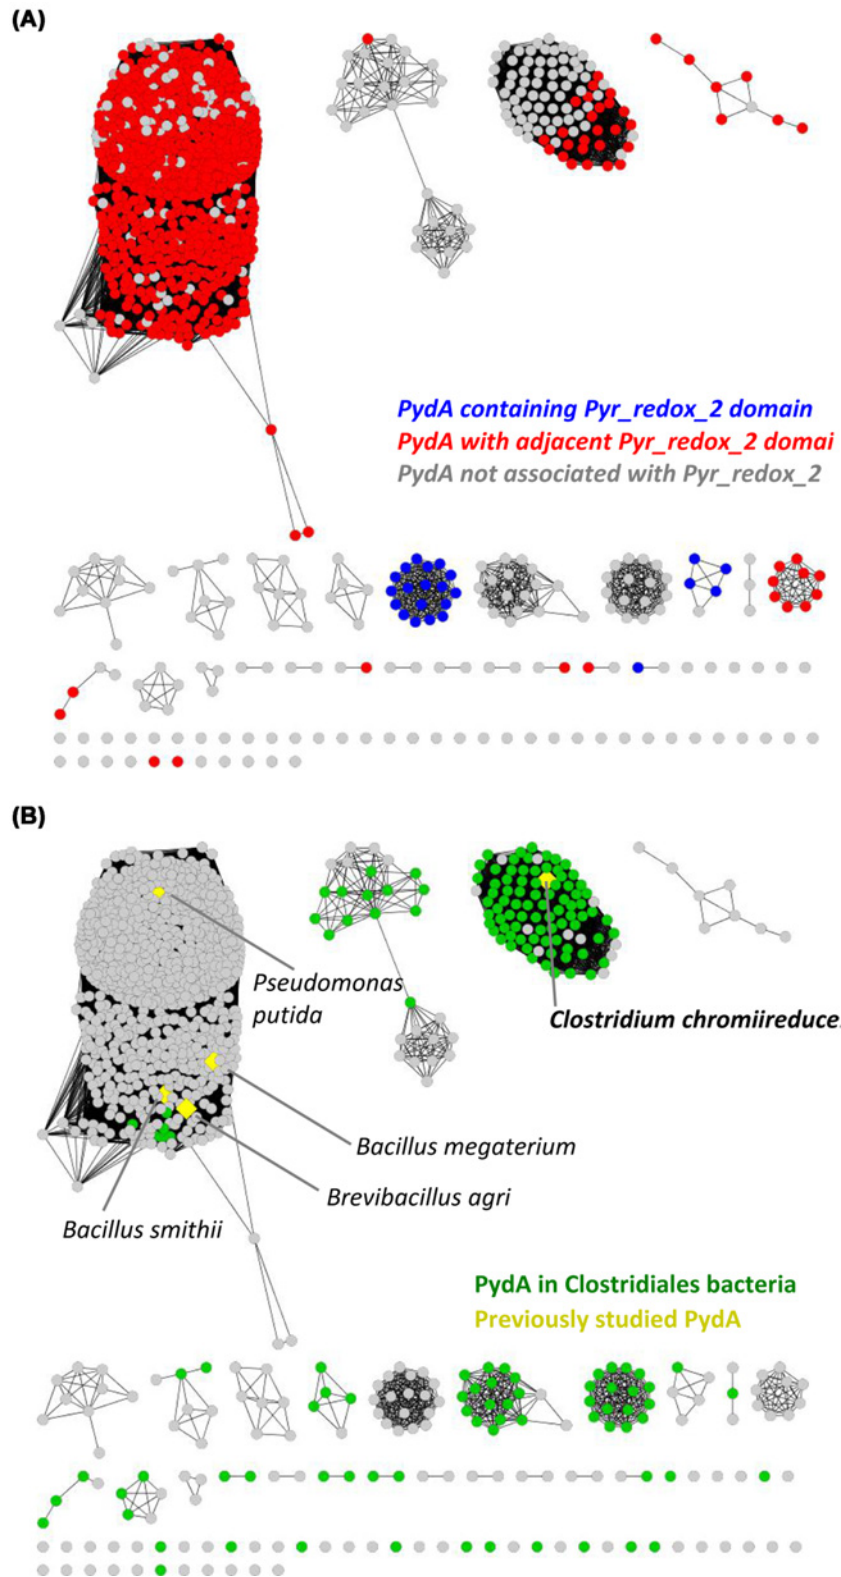 (A)
PydA containing Pyr_redox_2 domain
PydA with adjacent Pyr_redox_2 domai
PydA not associated with Pyr_redox_2
(B)
Pseudomonas
putida
Clostridium chromiireduce
Bacillus megaterium
Brevibacillus agri
Bacillus smithii
PydA in Clostridiales bacteria
Previously studied PydA